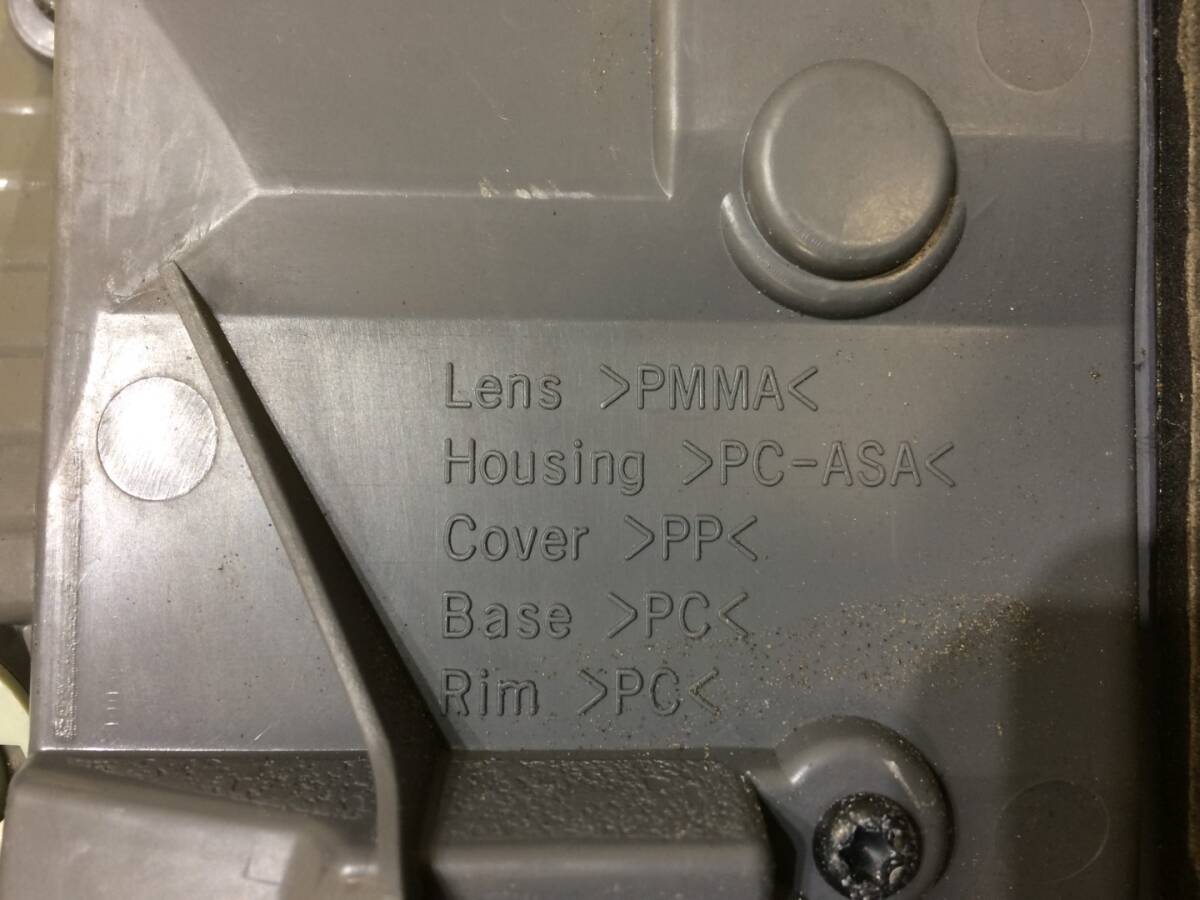 Lens >PMMA<
Housing >PC-ASA<
Cover >PP<
Base >PC<
Rim >PC<